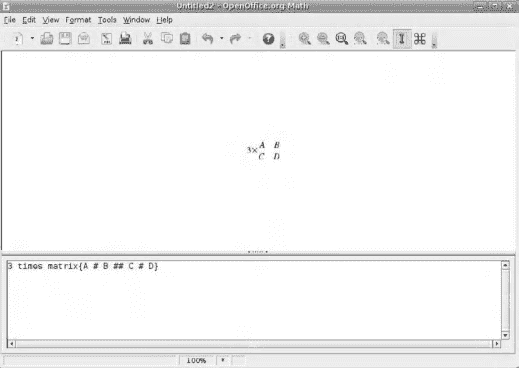 Untitled2 - OpenOffice.org Math
File Edit View Format Tools Window Help
3×A B
C D
3 times matrix{A # B ## C # D}
100%